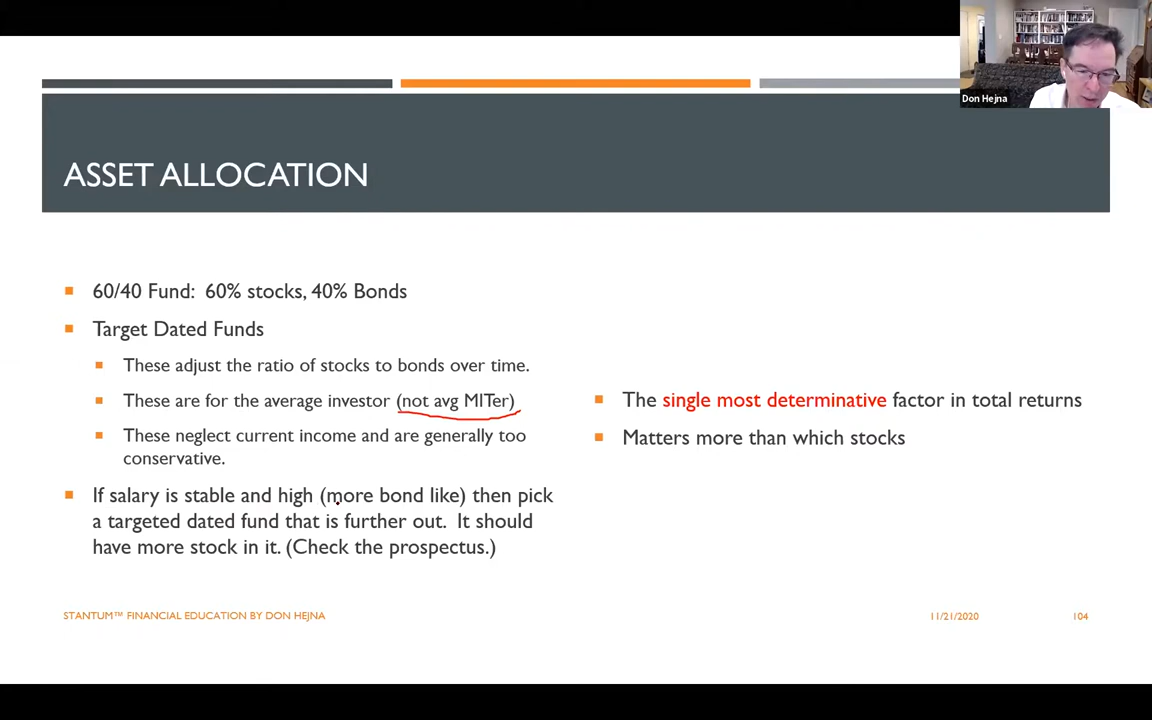 Don Hejna
ASSET ALLOCATION
60/40 Fund: 60% stocks, 40% Bonds
Target Dated Funds
These adjust the ratio of stocks to bonds over time.
These are for the average investor (not avg MITer)
These neglect current income and are generally too
conservative.
If salary is stable and high (more bond like) then pick
a targeted dated fund that is further out. It should
have more stock in it. (Check the prospectus.)
The single most determinative factor in total returns
Matters more than which stocks
STANTUM™ FINANCIAL EDUCATION BY DON HEJNA
11/21/2020
104